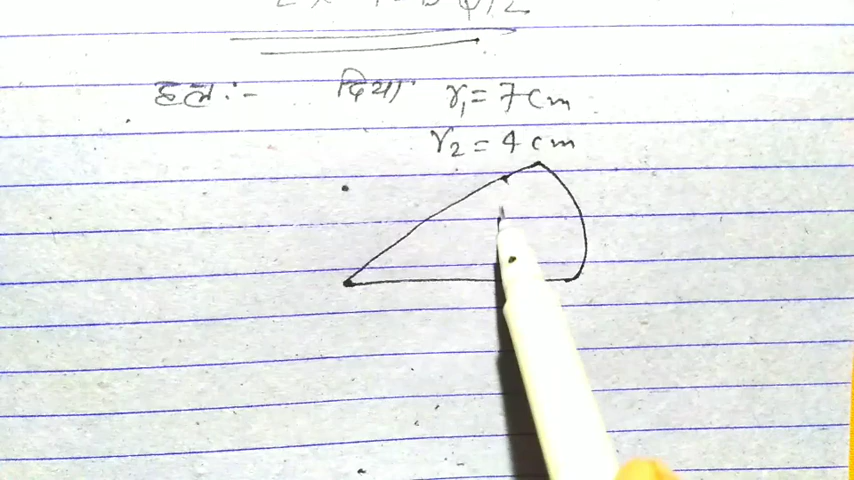 हल:- दिया r₁ = 7 cm
r₂ = 4 cm